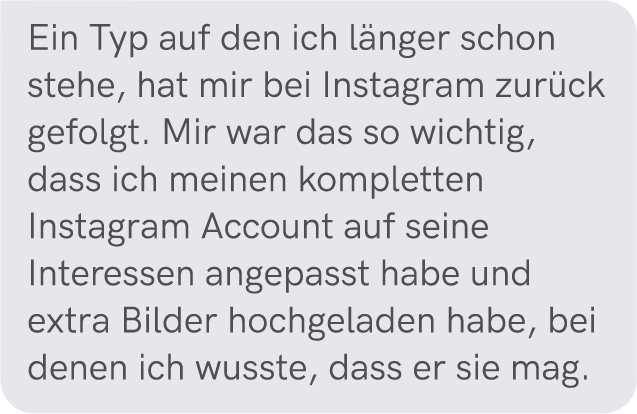 Ein Typ auf den ich länger schon
stehe, hat mir bei Instagram zurück
gefolgt. Mir war das so wichtig,
dass ich meinen kompletten
Instagram Account auf seine
Interessen angepasst habe und
extra Bilder hochgeladen habe, bei
denen ich wusste, dass er sie mag.